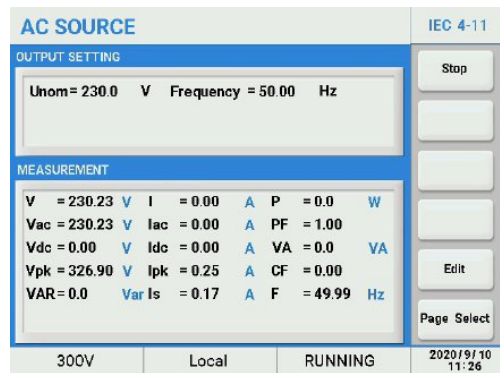 AC SOURCE
IEC 4-11
OUTPUT SETTING
Unom= 230.0 V Frequency = 50.00 Hz
MEASUREMENT
V = 230.23 V I = 0.00 A P = 0.0 W
Vac = 230.23 V Iac = 0.00 A PF = 1.00
Vdc = 0.00 V Idc = 0.00 A VA = 0.0 VA
Vpk = 326.90 V Ipk = 0.25 A CF = 0.00
VAR= 0.0 Var Is = 0.17 A F = 49.99 Hz
Stop
Edit
Page Select
300V Local RUNNING
2020/9/10
11:26